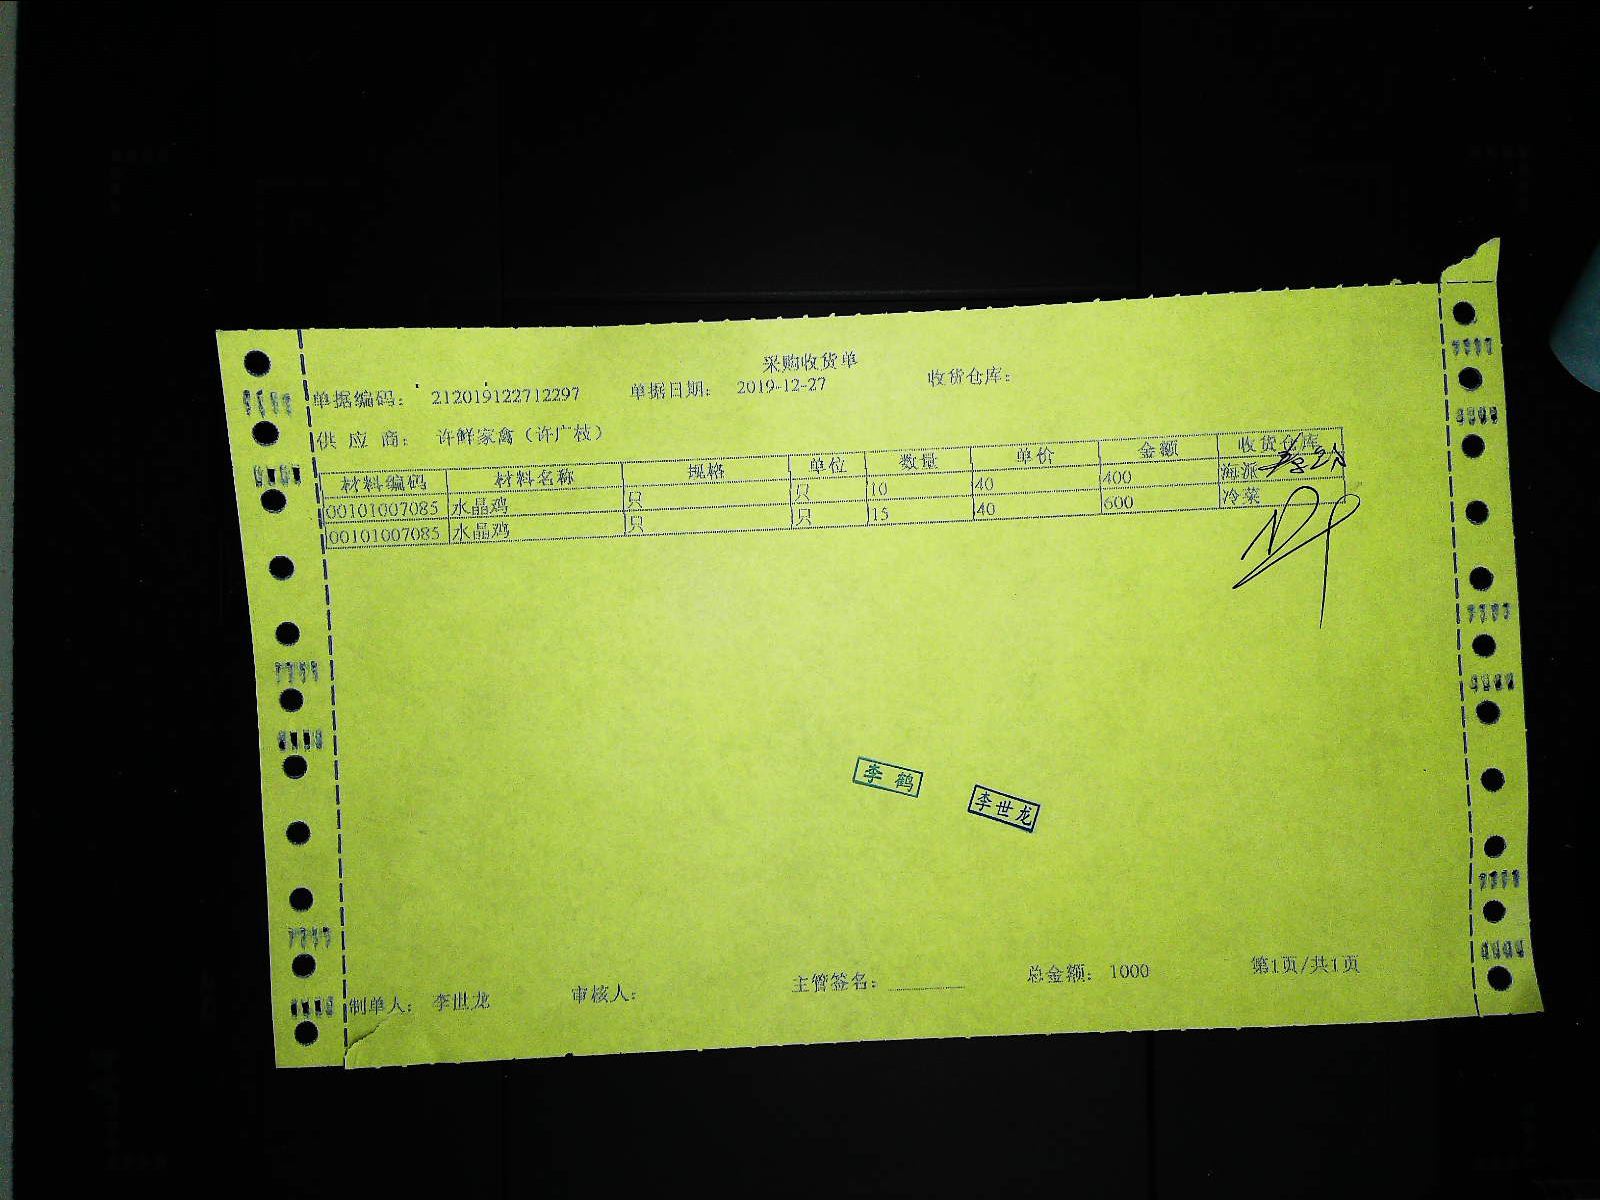 采购收货单
单据编码： 212019122712297 单据日期： 2019-12-27 收货仓库：
供 应 商： 许鲜家禽（许广枝）
材料编码 材料名称 规格 单位 数量 单价 金额 收货仓库
00101007085 水晶鸡 只 只 10 40 400 海派
00101007085 水晶鸡 只 只 15 40 600 冷菜
李鹤
李世龙
制单人： 李世龙 审核人： 主管签名： 总金额： 1000 第1页/共1页